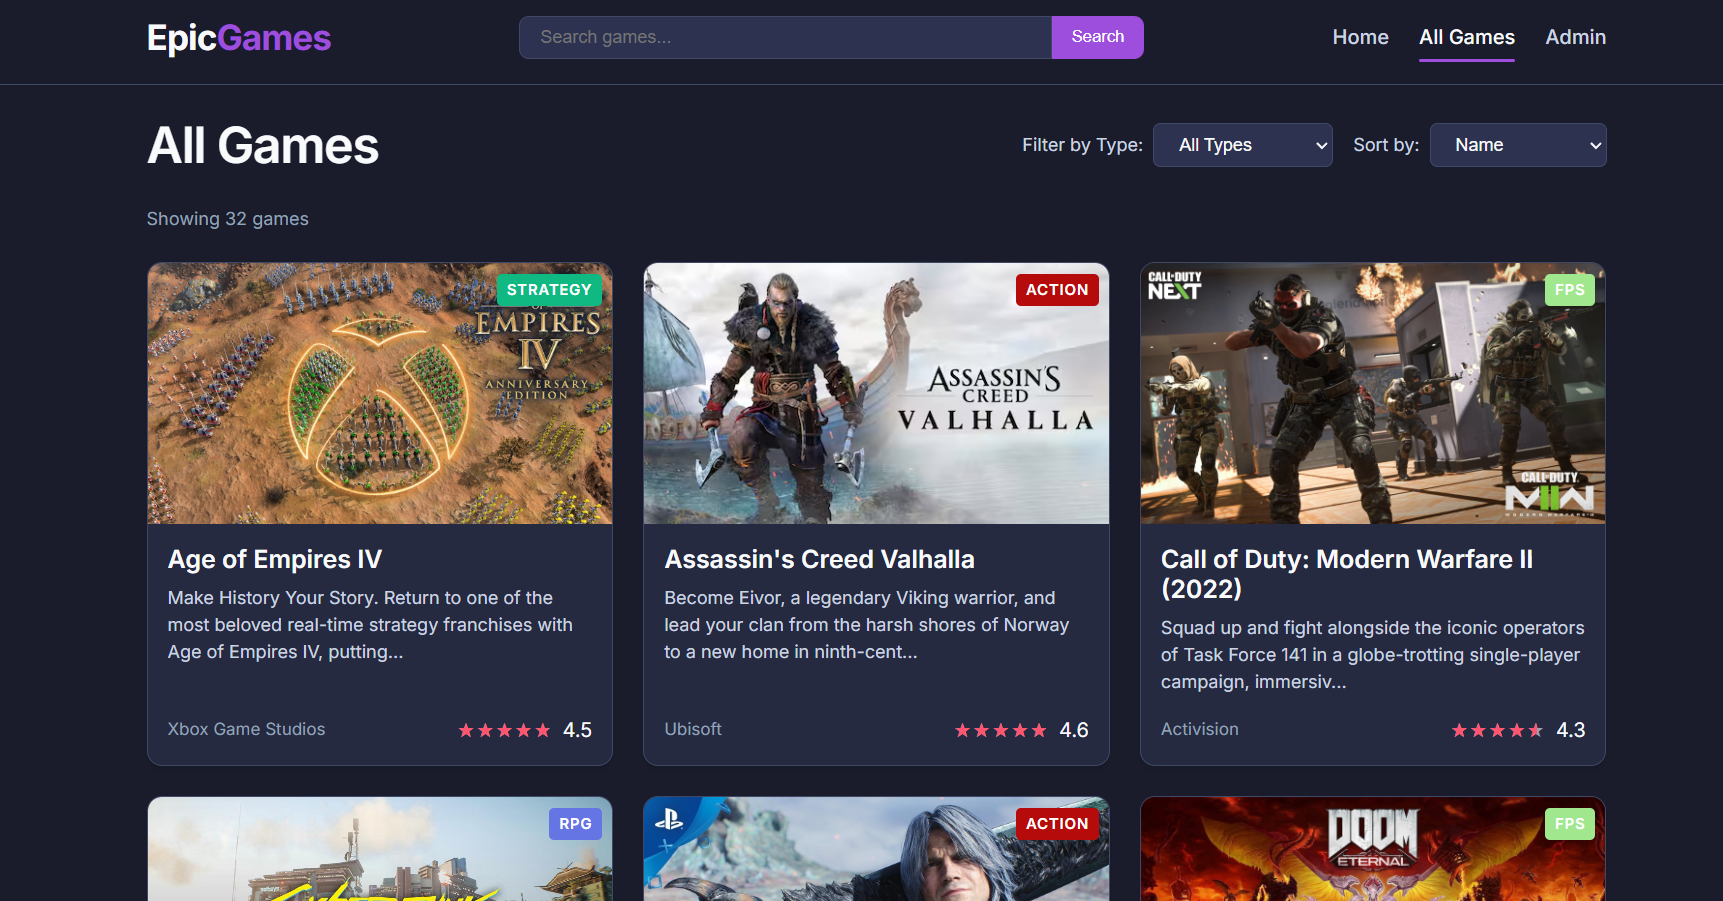 EpicGames
Search games...
Search
Home
All Games
Admin
All Games
Filter by Type:
All Types
Sort by:
Name
Showing 32 games
STRATEGY
OF
EMPIRES
IV
ANNIVERSARY
EDITION
ACTION
ASSASSIN'S
CREED
VALHALLA
CALL OF DUTY
NEXT
FPS
CALL OF DUTY
MWII
MODERN WARFARE II
Age of Empires IV
Make History Your Story. Return to one of the
most beloved real-time strategy franchises with
Age of Empires IV, putting...
Xbox Game Studios
4.5
Assassin's Creed Valhalla
Become Eivor, a legendary Viking warrior, and
lead your clan from the harsh shores of Norway
to a new home in ninth-cent...
Ubisoft
4.6
Call of Duty: Modern Warfare II
(2022)
Squad up and fight alongside the iconic operators
of Task Force 141 in a globe-trotting single-player
campaign, immersiv...
Activision
4.3
RPG
ACTION
DOOM
ETERNAL
FPS